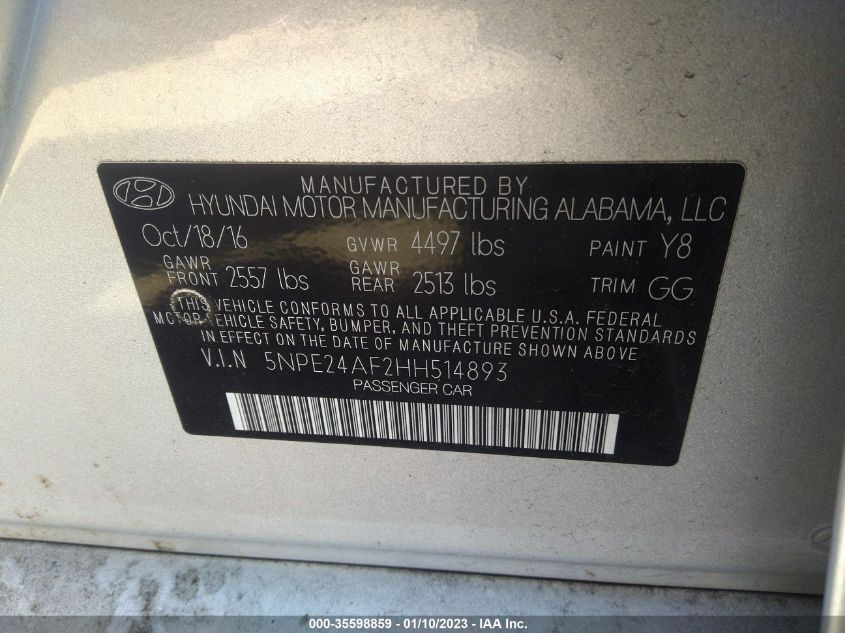 MANUFACTURED BY
HYUNDAI MOTOR MANUFACTURING ALABAMA, LLC
Oct/18/16 GVWR 4497 lbs PAINT Y8
GAWR FRONT 2557 lbs GAWR REAR 2513 lbs TRIM GG
THIS VEHICLE CONFORMS TO ALL APPLICABLE U.S.A. FEDERAL
MOTOR VEHICLE SAFETY, BUMPER, AND THEFT PREVENTION STANDARDS
IN EFFECT ON THE DATE OF MANUFACTURE SHOWN ABOVE.
V.I.N 5NPE24AF2HH514893
PASSENGER CAR
000-35598859 — 01/10/2023 — IAA Inc.